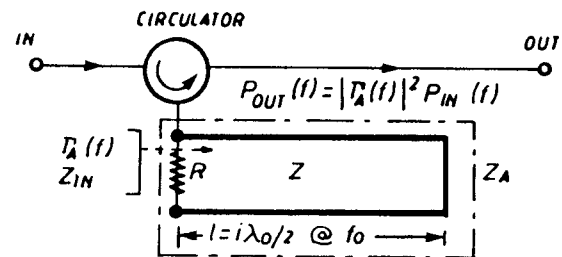 CIRCULATOR
IN
OUT
P_OUT(f) = |Γ_A(f)|² P_IN(f)
Γ_A(f)
Z_IN
R
Z
Z_A
l = iλ₀/2 @ f₀